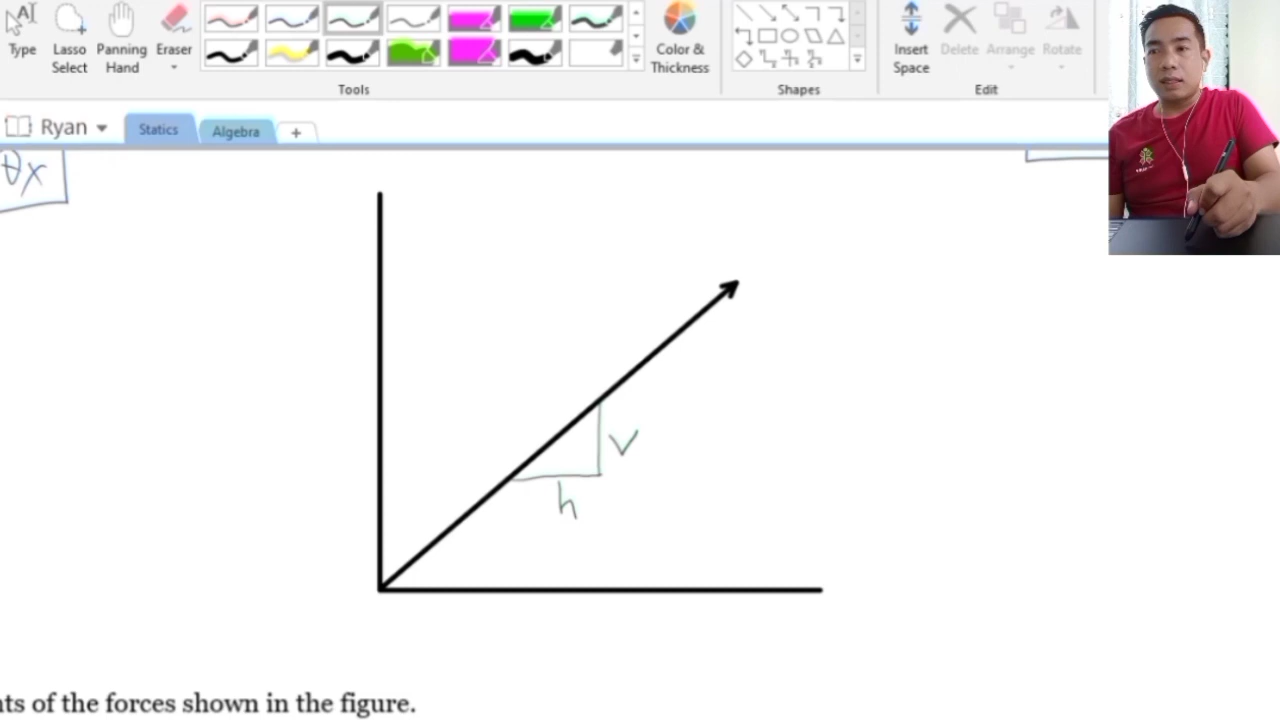 Type
Lasso
Select
Panning
Hand
Eraser
Color &
Thickness
Insert
Space
Delete
Arrange
Rotate
Tools
Shapes
Edit
Ryan
Statics
Algebra
+
θx
V
h
nts of the forces shown in the figure.